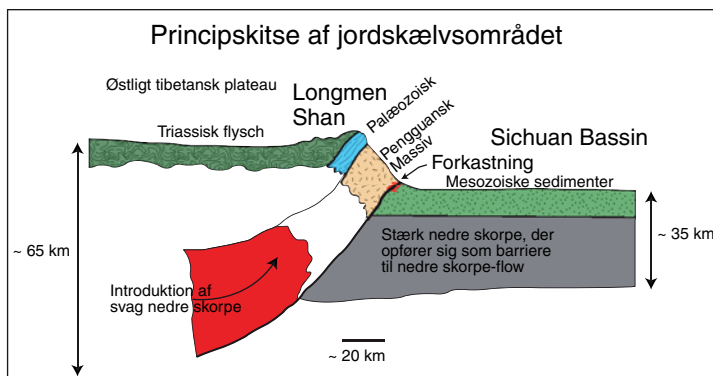 Principskitse af jordskælvsområdet
Østligt tibetansk plateau
Longmen
Shan
Palæozoisk
Pengguansk
Massiv
Sichuan Bassin
Triassisk flysch
Forkastning
Mesozoiske sedimenter
~ 65 km
Stærk nedre skorpe, der
opfører sig som barriere
til nedre skorpe-flow
~ 35 km
Introduktion af
svag nedre skorpe
~ 20 km